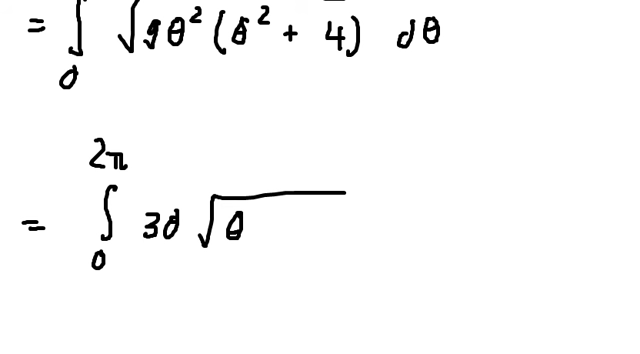 = ∫₀ √9θ²(θ² + 4) dθ
2π
= ∫₀ 3θ √θ